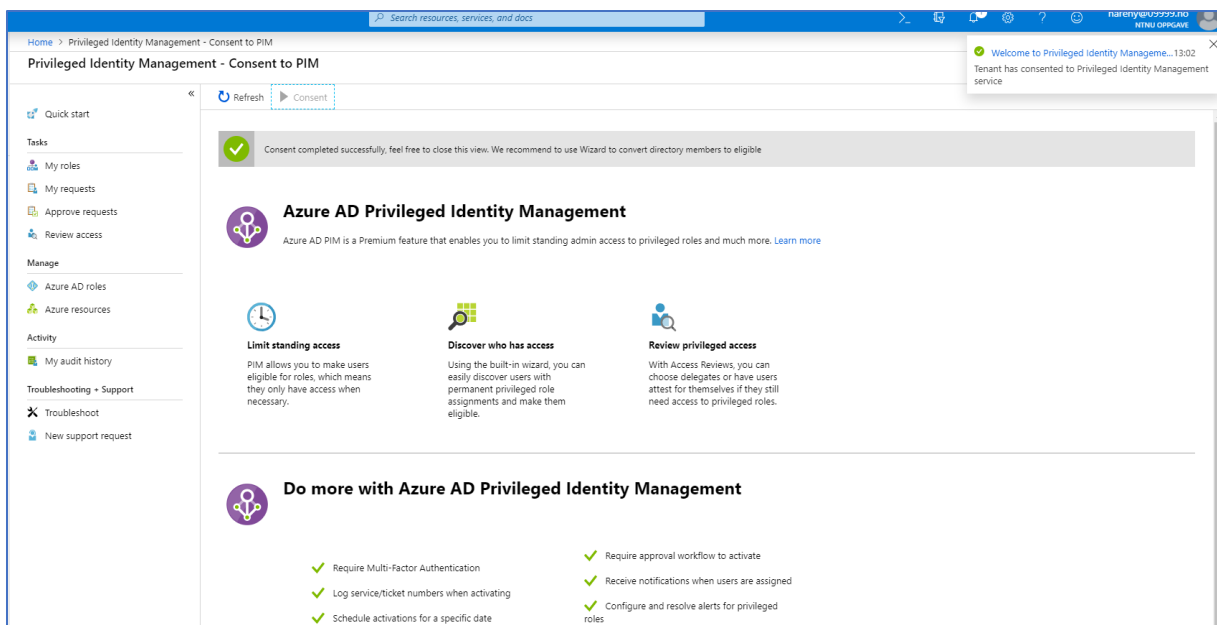 Search resources, services, and docs
nareny@09999.no
NTNU OPPGAVE
Home > Privileged Identity Management - Consent to PIM
Privileged Identity Management - Consent to PIM
Welcome to Privileged Identity Manageme... 13:02
Tenant has consented to Privileged Identity Management
service
Refresh
Consent
Quick start
Tasks
My roles
My requests
Approve requests
Review access
Manage
Azure AD roles
Azure resources
Activity
My audit history
Troubleshooting + Support
Troubleshoot
New support request
Consent completed successfully, feel free to close this view. We recommend to use Wizard to convert directory members to eligible
Azure AD Privileged Identity Management
Azure AD PIM is a Premium feature that enables you to limit standing admin access to privileged roles and much more. Learn more
Limit standing access
PIM allows you to make users
eligible for roles, which means
they only have access when
necessary.
Discover who has access
Using the built-in wizard, you can
easily discover users with
permanent privileged role
assignments and make them
eligible.
Review privileged access
With Access Reviews, you can
choose delegates or have users
attest for themselves if they still
need access to privileged roles.
Do more with Azure AD Privileged Identity Management
Require Multi-Factor Authentication
Log service/ticket numbers when activating
Schedule activations for a specific date
Require approval workflow to activate
Receive notifications when users are assigned
Configure and resolve alerts for privileged
roles